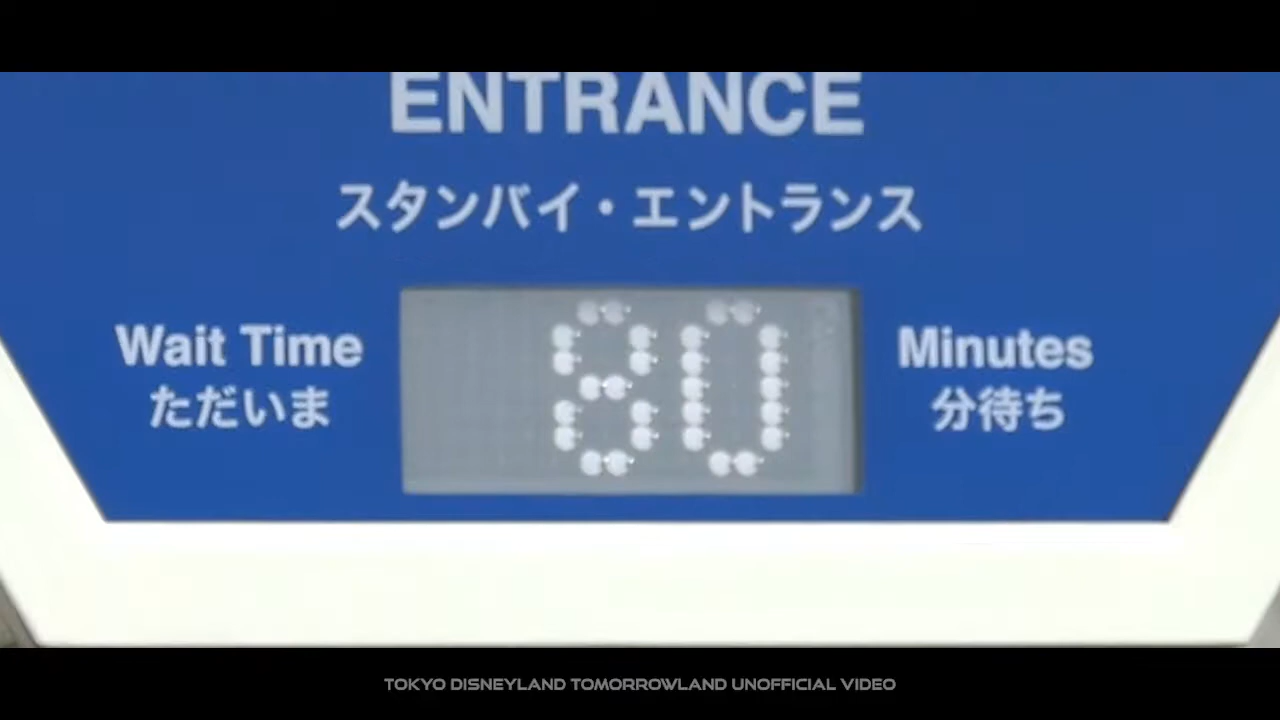 ENTRANCE
スタンバイ・エントランス
Wait Time
ただいま
80
Minutes
分待ち
TOKYO DISNEYLAND TOMORROWLAND UNOFFICIAL VIDEO